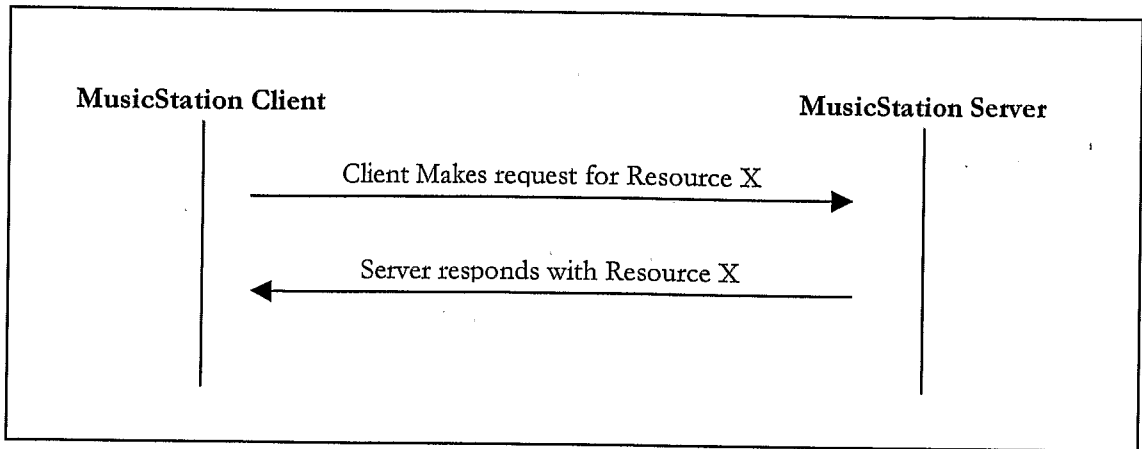 MusicStation Client
MusicStation Server
Client Makes request for Resource X
Server responds with Resource X